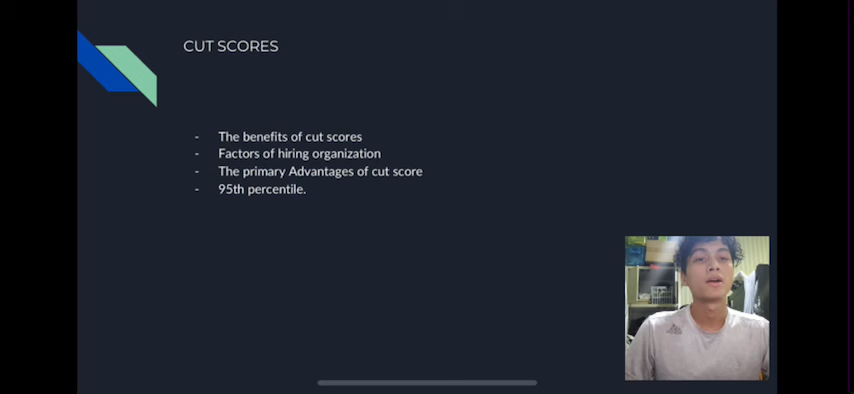 CUT SCORES
- The benefits of cut scores
- Factors of hiring organization
- The primary Advantages of cut score
- 95th percentile.